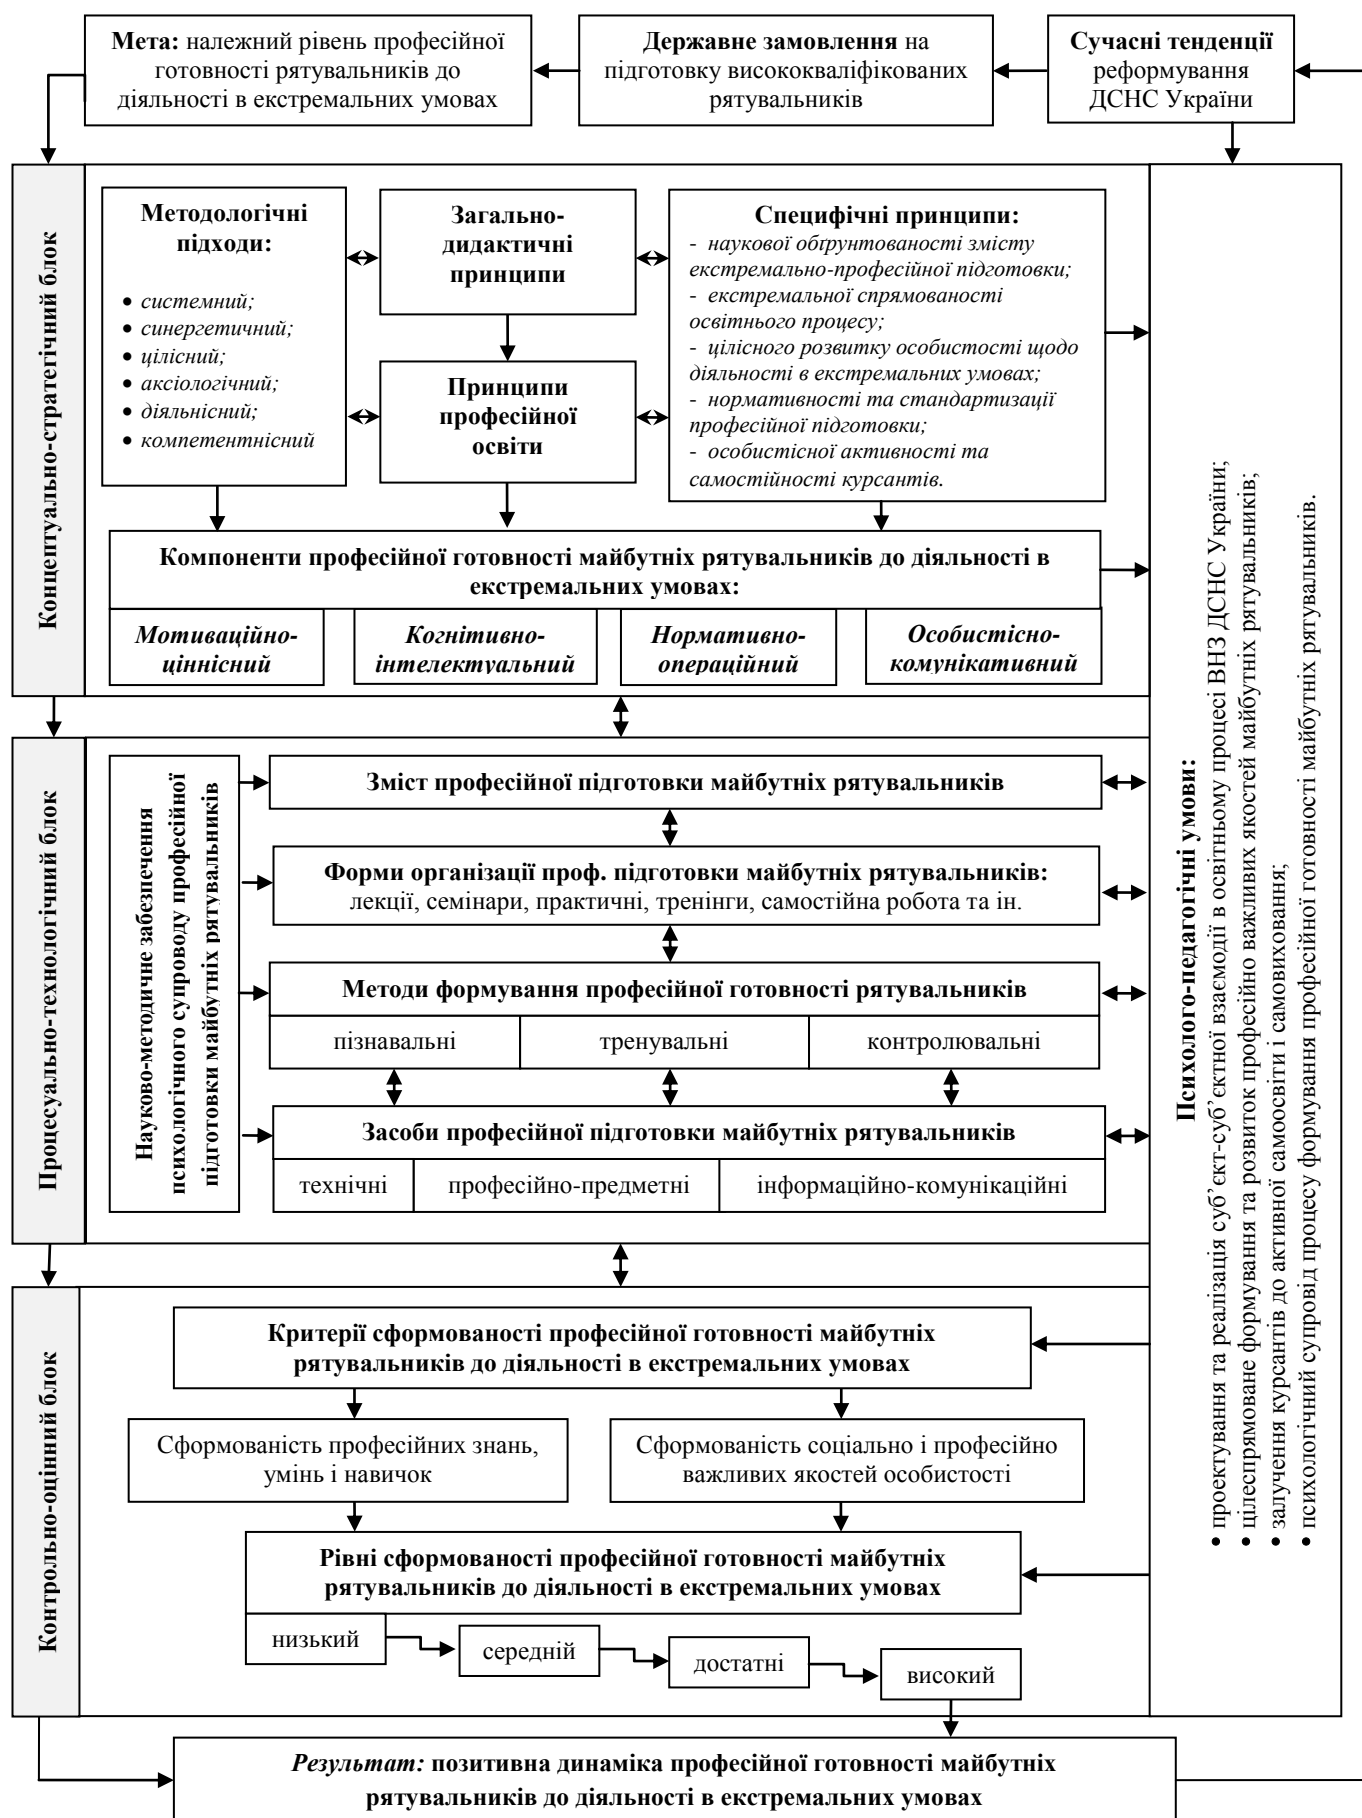 Мета: належний рівень професійної
готовності рятувальників до
діяльності в екстремальних умовах
Державне замовлення на
підготовку висококваліфікованих
рятувальників
Сучасні тенденції
реформування
ДСНС України
Концептуально-стратегічний блок
Методологічні
підходи:
• системний;
• синергетичний;
• цілісний;
• аксіологічний;
• діяльнісний;
• компетентнісний
Загально-
дидактичні
принципи
Принципи
професійної
освіти
Специфічні принципи:
- наукової обґрунтованості змісту
екстремально-професійної підготовки;
- екстремальної спрямованості
освітнього процесу;
- цілісного розвитку особистості щодо
діяльності в екстремальних умовах;
- нормативності та стандартизації
професійної підготовки;
- особистісної активності та
самостійності курсантів.
Компоненти професійної готовності майбутніх рятувальників до діяльності в
екстремальних умовах:
Мотиваційно-
ціннісний
Когнітивно-
інтелектуальний
Нормативно-
операційний
Особистісно-
комунікативний
Процесуально-технологічний блок
Науково-методичне забезпечення
психологічного супроводу професійної
підготовки майбутніх рятувальників
Зміст професійної підготовки майбутніх рятувальників
Форми організації проф. підготовки майбутніх рятувальників:
лекції, семінари, практичні, тренінги, самостійна робота та ін.
Методи формування професійної готовності рятувальників
пізнавальні
тренувальні
контролювальні
Засоби професійної підготовки майбутніх рятувальників
технічні
професійно-предметні
інформаційно-комунікаційні
Контрольно-оцінний блок
Критерії сформованості професійної готовності майбутніх
рятувальників до діяльності в екстремальних умовах
Сформованість професійних знань,
умінь і навичок
Сформованість соціально і професійно
важливих якостей особистості
Рівні сформованості професійної готовності майбутніх
рятувальників до діяльності в екстремальних умовах
низький
середній
достатні
високий
Психолого-педагогічні умови:
• проектування та реалізація суб’єкт-суб’єктної взаємодії в освітньому процесі ВНЗ ДСНС України;
• цілеспрямоване формування та розвиток професійно важливих якостей майбутніх рятувальників;
• залучення курсантів до активної самоосвіти і самовиховання;
• психологічний супровід процесу формування професійної готовності майбутніх рятувальників.
Результат: позитивна динаміка професійної готовності майбутніх
рятувальників до діяльності в екстремальних умовах